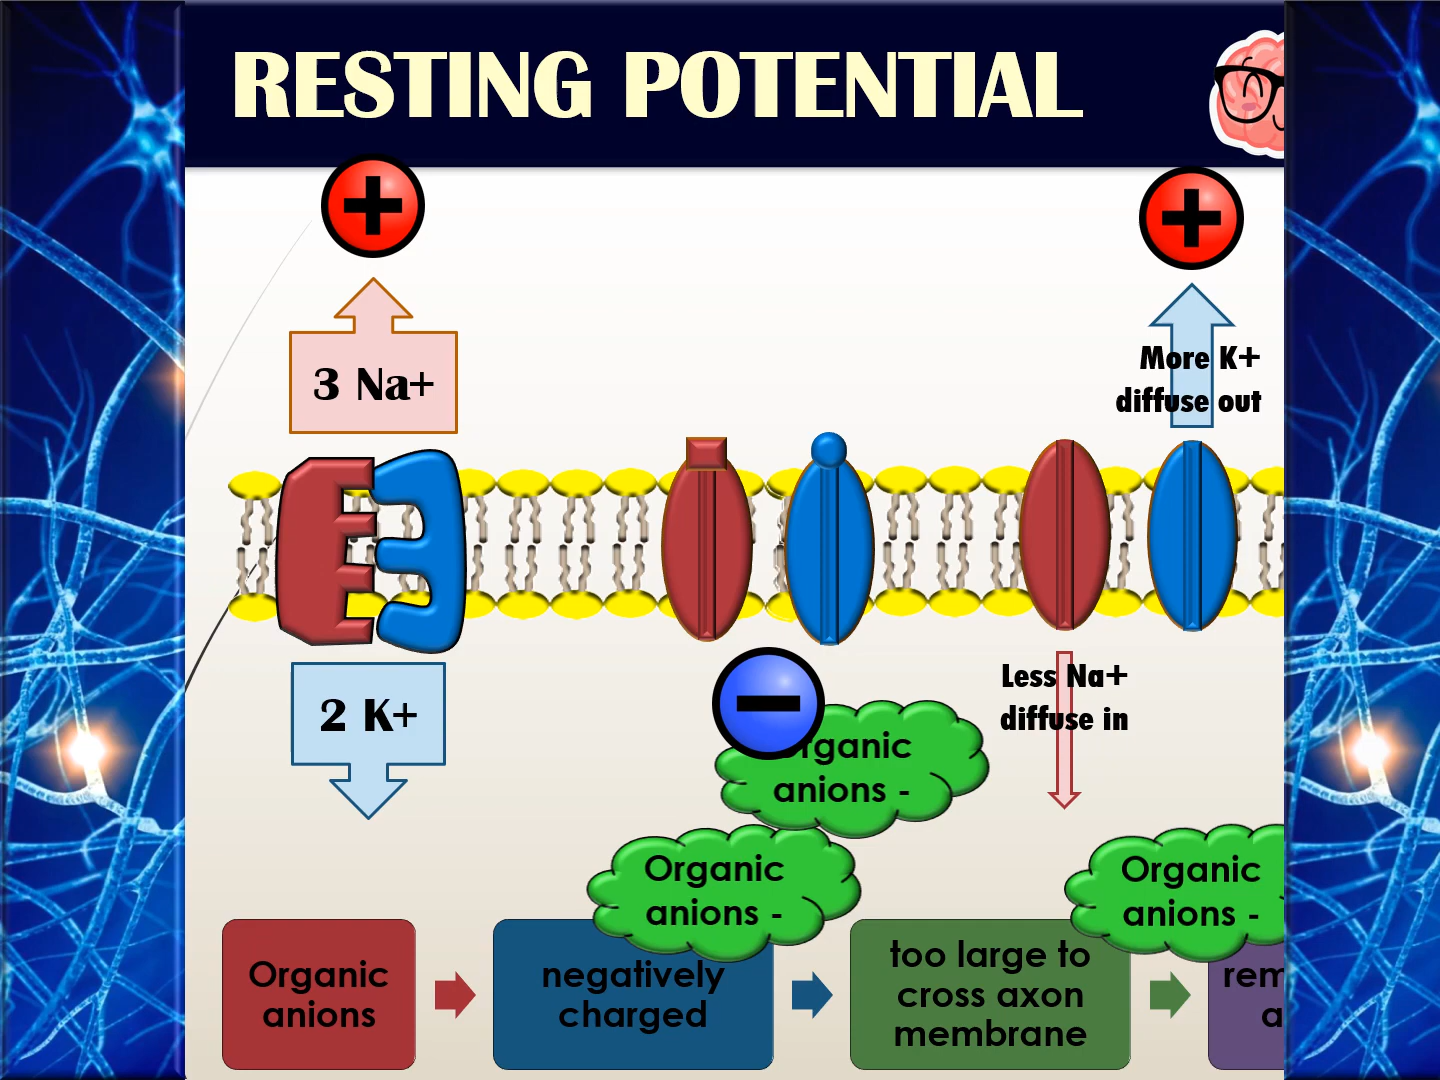 RESTING POTENTIAL
3 Na+
More K+
diffuse out
2 K+
Less Na+
diffuse in
anions -
Organic
anions -
Organic
anions -
Organic
anions
negatively
charged
too large to
cross axon
membrane